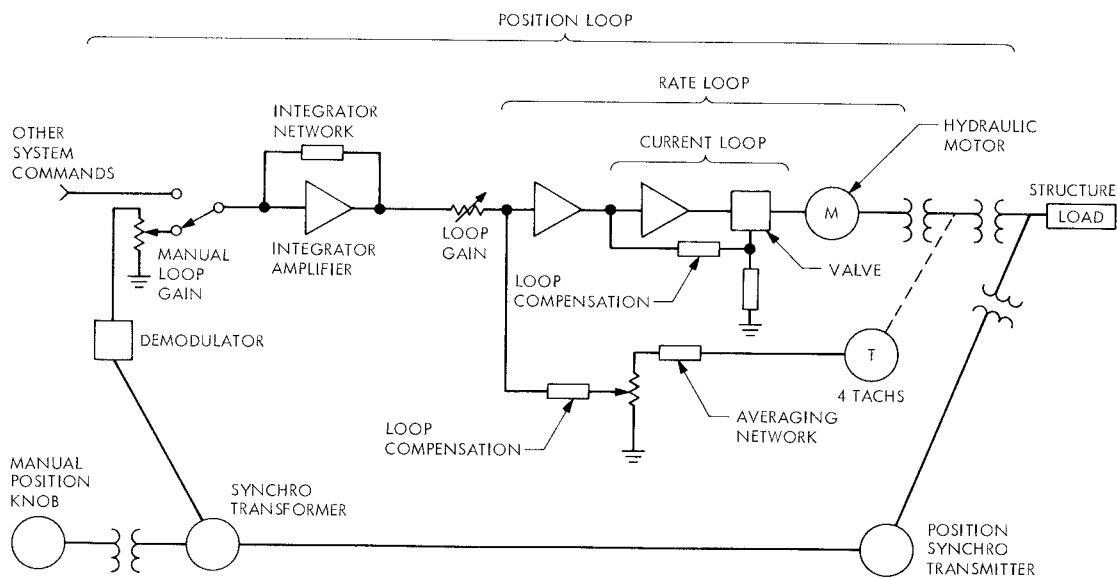 POSITION LOOP
RATE LOOP
INTEGRATOR
NETWORK
HYDRAULIC
MOTOR
OTHER
SYSTEM
COMMANDS
CURRENT LOOP
STRUCTURE
M
LOAD
MANUAL
LOOP
GAIN
INTEGRATOR
AMPLIFIER
LOOP
GAIN
VALVE
LOOP
COMPENSATION
DEMODULATOR
T
4 TACHS
LOOP
COMPENSATION
AVERAGING
NETWORK
MANUAL
POSITION
KNOB
SYNCHRO
TRANSFORMER
POSITION
SYNCHRO
TRANSMITTER